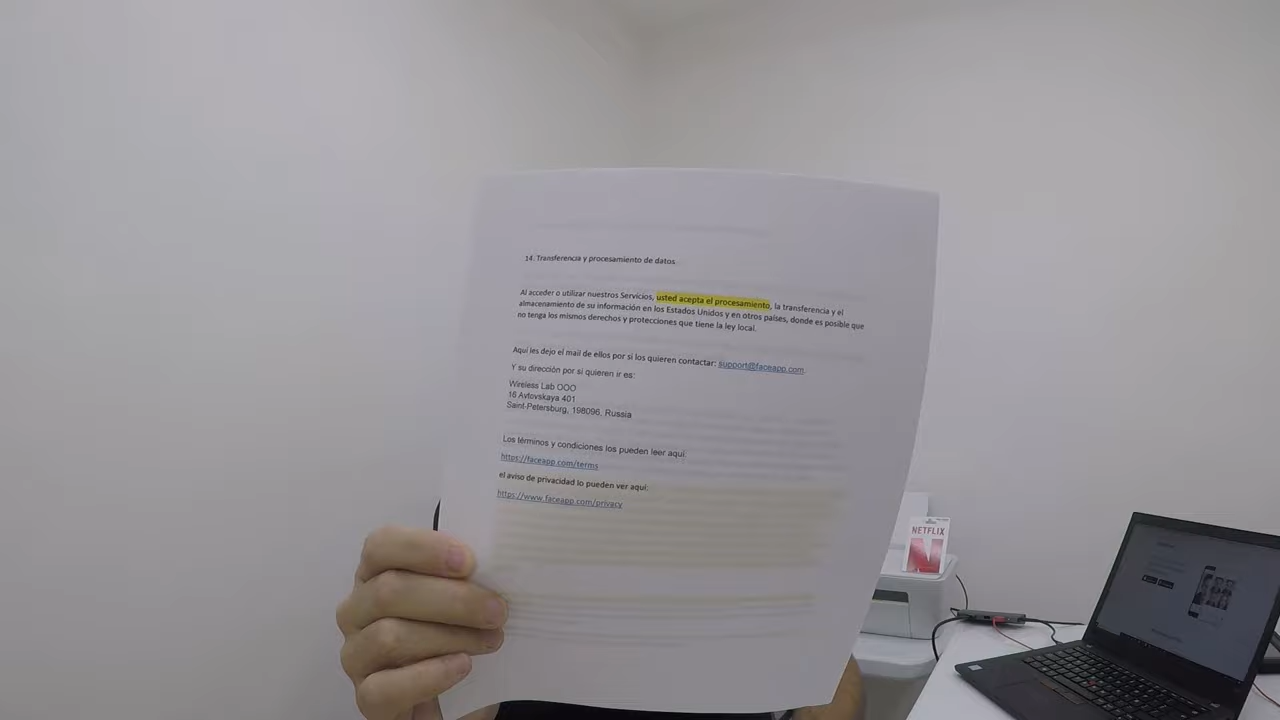 14. Transferencia y procesamiento de datos
Al acceder o utilizar nuestros Servicios, usted acepta el procesamiento, la transferencia y el
almacenamiento de su información en los Estados Unidos y en otros países, donde es posible que
no tenga los mismos derechos y protecciones que tiene la ley local.
Aquí les dejo el mail de ellos por si los quieren contactar: support@faceapp.com
Y su dirección por si quieren ir es:
Wireless Lab OOO
16 Avtovskaya 401
Saint-Petersburg, 198096, Russia
Los términos y condiciones los pueden leer aquí:
https://faceapp.com/terms
el aviso de privacidad lo pueden ver aquí:
https://www.faceapp.com/privacy
NETFLIX